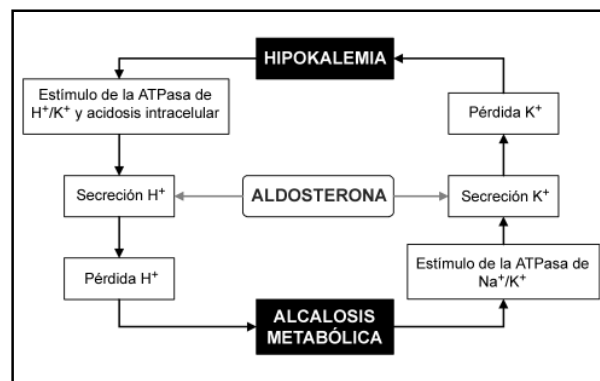 HIPOKALEMIA
Estímulo de la ATPasa de
H⁺/K⁺ y acidosis intracelular
Pérdida K⁺
Secreción H⁺
ALDOSTERONA
Secreción K⁺
Pérdida H⁺
Estímulo de la ATPasa de
Na⁺/K⁺
ALCALOSIS
METABÓLICA